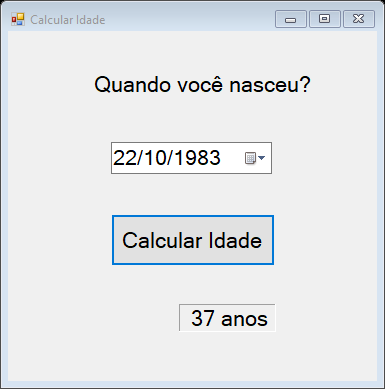 Calcular Idade
Quando você nasceu?
22/10/1983
Calcular Idade
37 anos